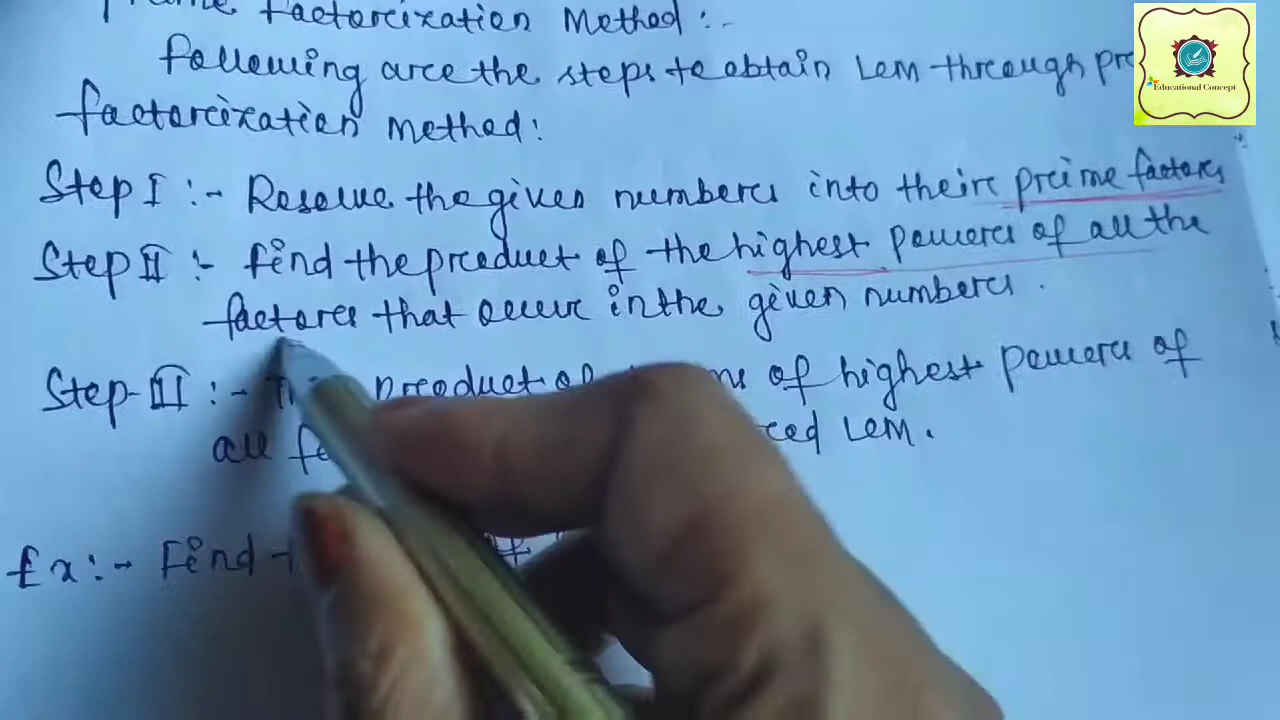 Factorization Method :-
Following are the steps to obtain LCM through
Educational Concept
factorization Method :
Step I :- Resolve the given numbers into their prime factors
Step II :- find the product of the highest powers of all the
factors that occur in the given numbers.
Step-III :- product of highest powers of
all LCM.
Ex :- Find